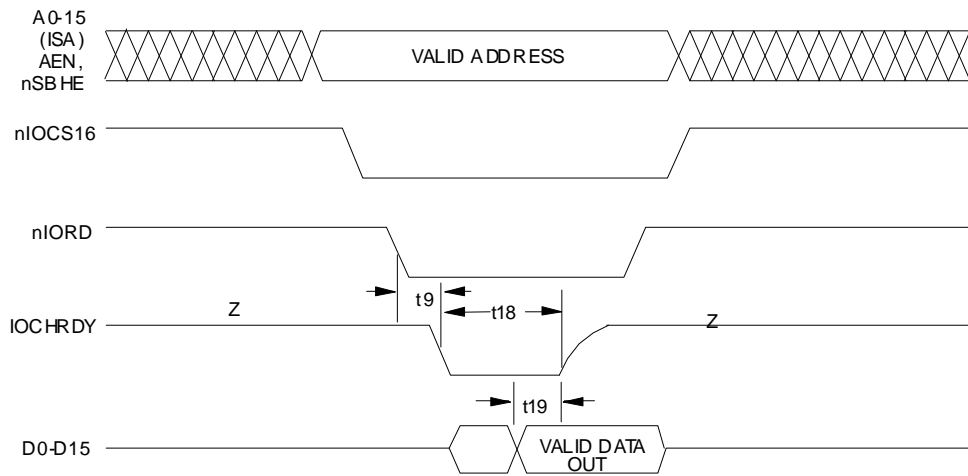 A0-15
(ISA)
AEN,
nSBHE
VALID ADDRESS
nIOCS16
nIORD
t9
Z
t18
Z
IOCHRDY
t19
D0-D15
VALID DATA
OUT